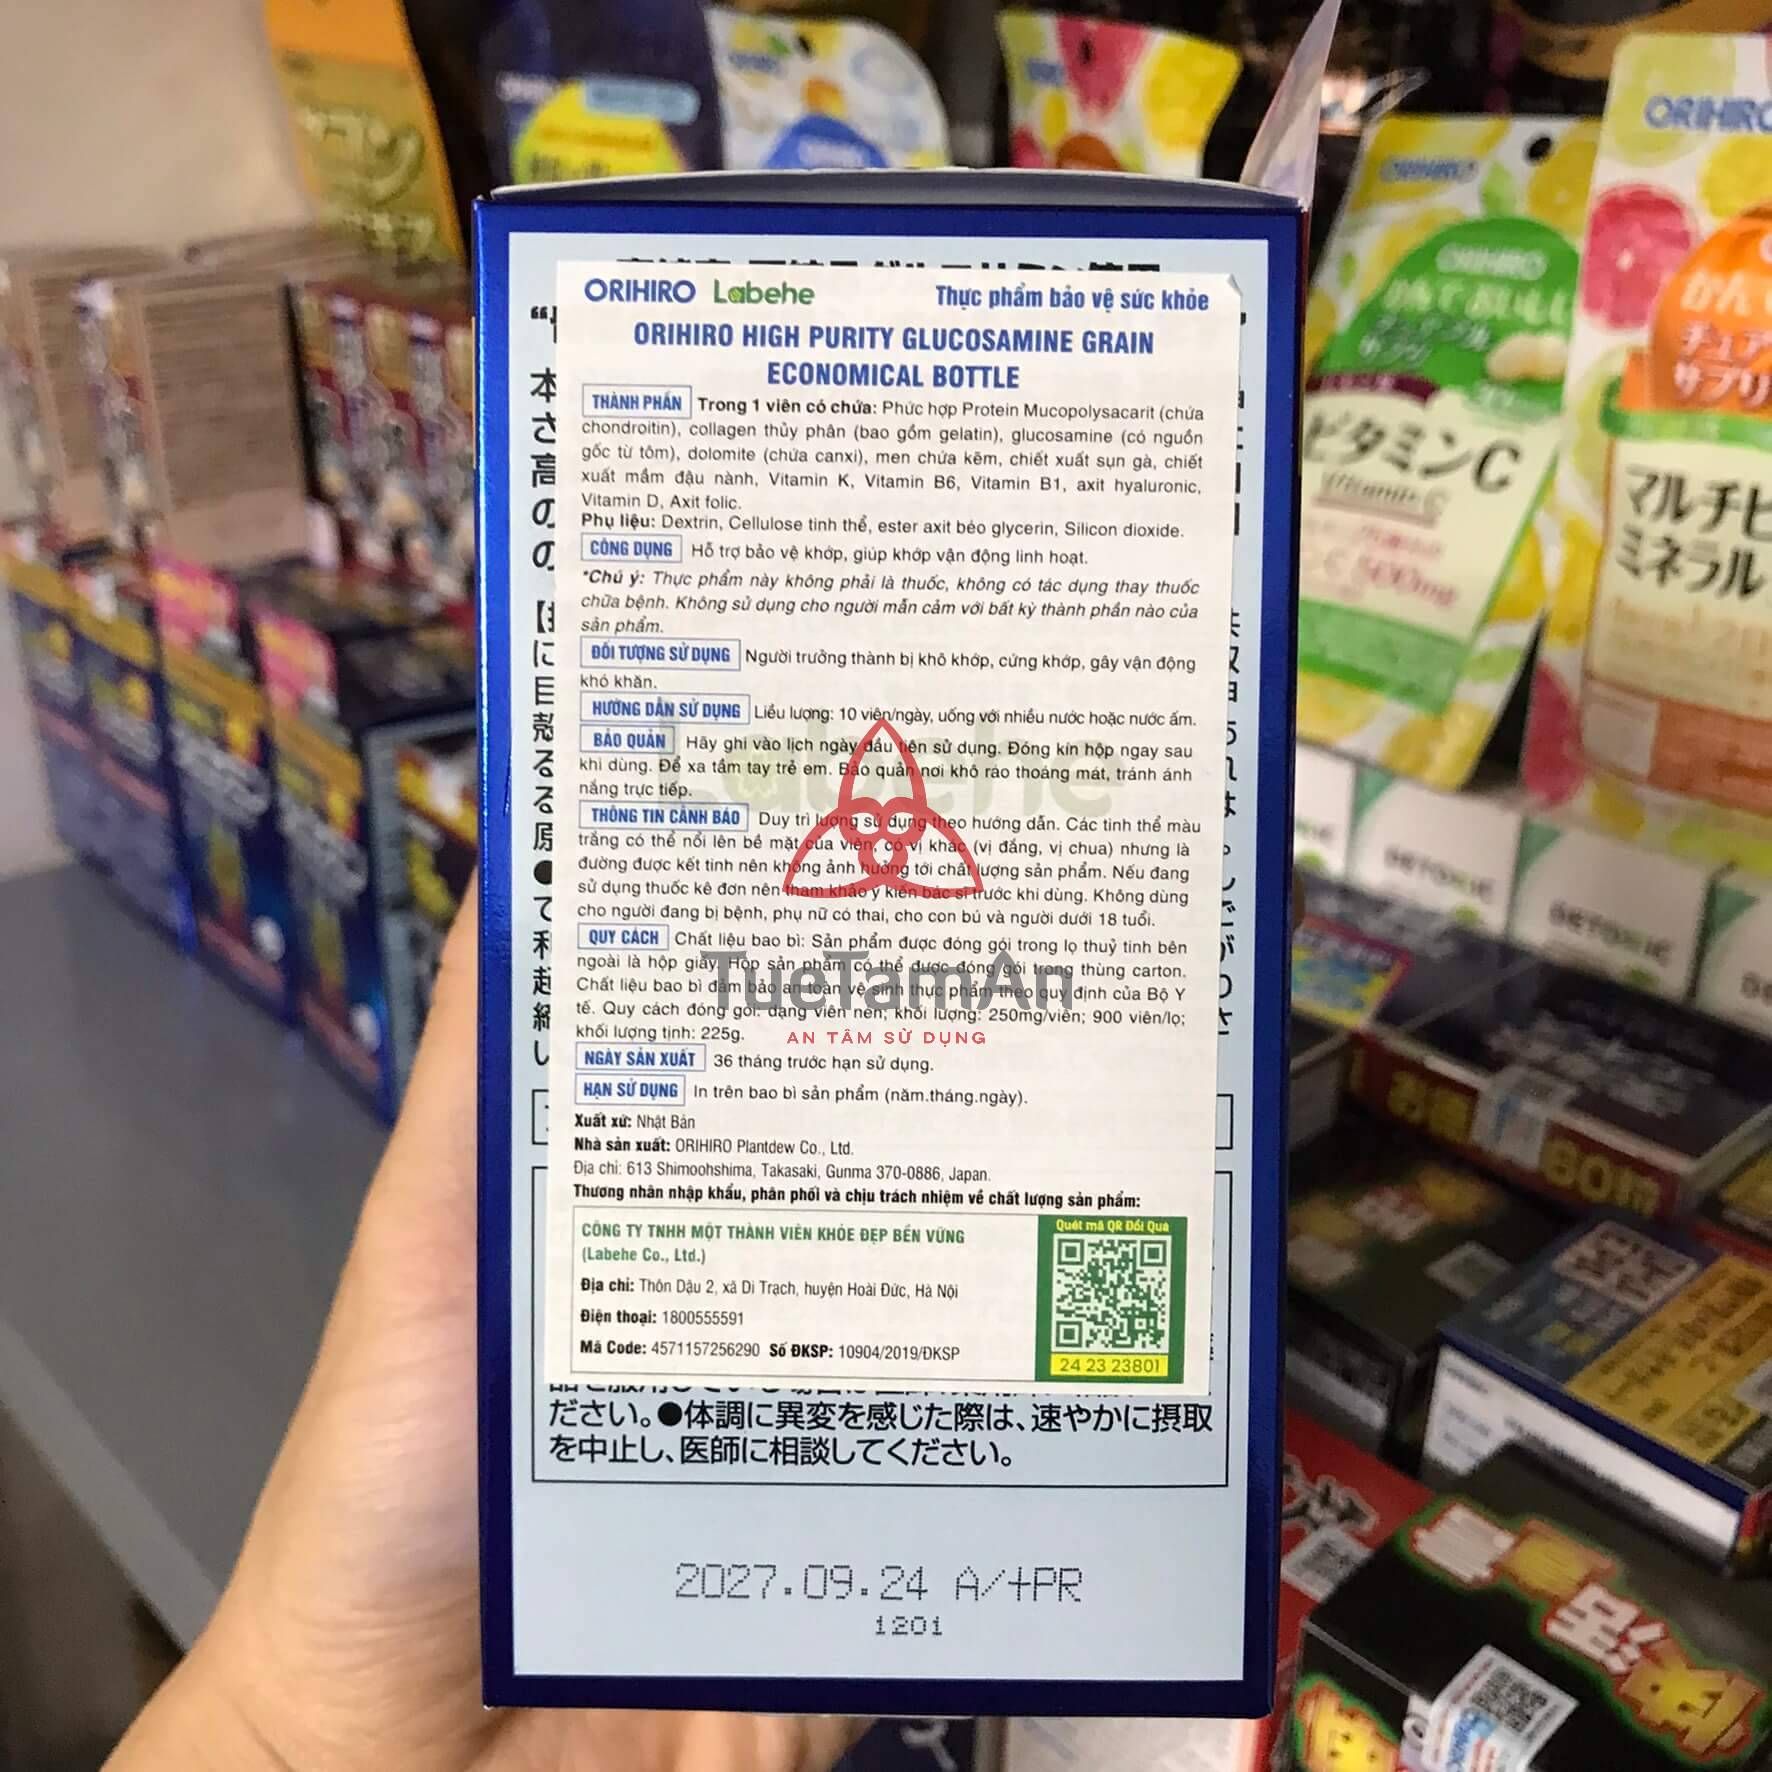 ORIHIRO Labehe Thực phẩm bảo vệ sức khỏe
ORIHIRO HIGH PURITY GLUCOSAMINE GRAIN
ECONOMICAL BOTTLE
THÀNH PHẦN Trong 1 viên có chứa: Phức hợp Protein Mucopolysacarit (chứa
chondroitin), collagen thủy phân (bao gồm gelatin), glucosamine (có nguồn
gốc từ tôm), dolomite (chứa canxi), men chứa kẽm, chiết xuất sụn gà, chiết
xuất mầm đậu nành, Vitamin K, Vitamin B6, Vitamin B1, axit hyaluronic,
Vitamin D, Axit folic.
Phụ liệu: Dextrin, Cellulose tinh thể, ester axit béo glycerin, Silicon dioxide.
CÔNG DỤNG Hỗ trợ bảo vệ khớp, giúp khớp vận động linh hoạt.
*Chú ý: Thực phẩm này không phải là thuốc, không có tác dụng thay thuốc
chữa bệnh. Không sử dụng cho người mẫn cảm với bất kỳ thành phần nào của
sản phẩm.
ĐỐI TƯỢNG SỬ DỤNG Người trưởng thành bị khô khớp, cứng khớp, gây vận động
khó khăn.
HƯỚNG DẪN SỬ DỤNG Liều lượng: 10 viên/ngày, uống với nhiều nước hoặc nước ấm.
BẢO QUẢN Hãy ghi vào lịch ngày đầu tiên sử dụng. Đóng kín hộp ngay sau
khi dùng. Để xa tầm tay trẻ em. Bảo quản nơi khô ráo thoáng mát, tránh ánh
nắng trực tiếp.
Labehe
THÔNG TIN CẢNH BÁO Duy trì lượng sử dụng theo hướng dẫn. Các tinh thể màu
trắng có thể nổi lên bề mặt của viên, có vị khác (vị đắng, vị chua) nhưng là
đường được kết tinh nên không ảnh hưởng tới chất lượng sản phẩm. Nếu đang
sử dụng thuốc kê đơn nên tham khảo ý kiến bác sĩ trước khi dùng. Không dùng
cho người đang bị bệnh, phụ nữ có thai, cho con bú và người dưới 18 tuổi.
QUY CÁCH Chất liệu bao bì: Sản phẩm được đóng gói trong lọ thuỷ tinh bên
ngoài là hộp giấy. Hộp sản phẩm có thể được đóng gói trong thùng carton.
TueTamAn
Chất liệu bao bì đảm bảo an toàn vệ sinh thực phẩm theo quy định của Bộ Y
tế. Quy cách đóng gói: dạng viên nén; khối lượng: 250mg/viên; 900 viên/lọ;
khối lượng tịnh: 225g.
AN TÂM SỬ DỤNG
NGÀY SẢN XUẤT 36 tháng trước hạn sử dụng.
HẠN SỬ DỤNG In trên bao bì sản phẩm (năm.tháng.ngày).
Xuất xứ: Nhật Bản
Nhà sản xuất: ORIHIRO Plantdew Co., Ltd.
Địa chỉ: 613 Shimoohshima, Takasaki, Gunma 370-0886, Japan.
Thương nhân nhập khẩu, phân phối và chịu trách nhiệm về chất lượng sản phẩm:
CÔNG TY TNHH MỘT THÀNH VIÊN KHỎE ĐẸP BỀN VỮNG
(Labehe Co., Ltd.)
Địa chỉ: Thôn Dậu 2, xã Di Trạch, huyện Hoài Đức, Hà Nội
Điện thoại: 1800555591
Mã Code: 4571157256290 Số ĐKSP: 10904/2019/ĐKSP
Quét mã QR Đổi Quà
24 23 23801
ださい。●体調に異変を感じた際は、速やかに摂取
を中止し、医師に相談してください。
2027.09.24 A/+PR
1201
ORIHIRO
ORIHIRO
ビタミンC
Vitamin C
ORIHIRO
マルチビ
ミネラル
DETOXIC
DETOXIC